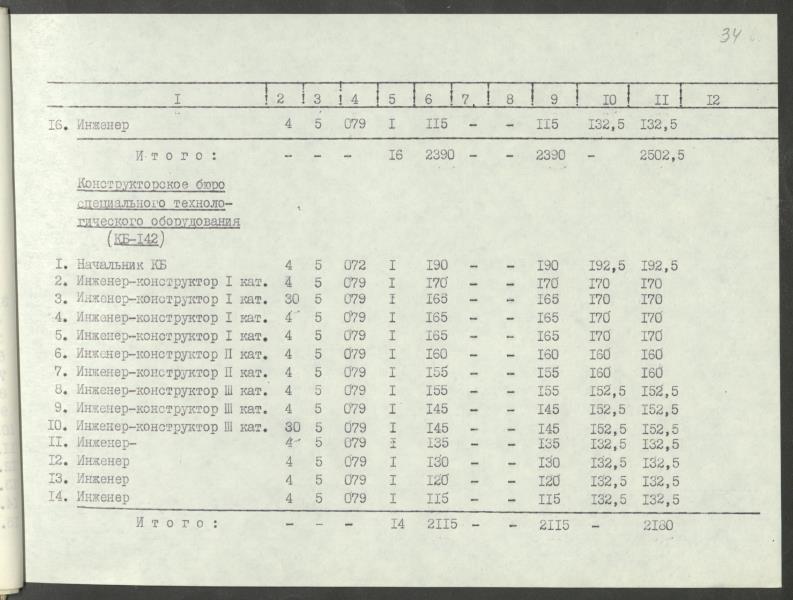 34
I ! 2 ! 3 ! 4 ! 5 ! 6 ! 7 ! 8 ! 9 ! I0 ! II ! I2
I6. Инженер 4 5 079 I II5 - - II5 I32,5 I32,5
Итого: - - - I6 2390 - - 2390 - 2502,5
Конструкторское бюро
специального техноло-
гического оборудования
(КБ-I42)
I. Начальник КБ 4 5 072 I I90 - - I90 I92,5 I92,5
2. Инженер-конструктор I кат. 4 5 079 I I70 - - I70 I70 I70
3. Инженер-конструктор I кат. 30 5 079 I I65 - - I65 I70 I70
4. Инженер-конструктор I кат. 4 5 079 I I65 - - I65 I70 I70
5. Инженер-конструктор I кат. 4 5 079 I I65 - - I65 I70 I70
6. Инженер-конструктор П кат. 4 5 079 I I60 - - I60 I60 I60
7. Инженер-конструктор П кат. 4 5 079 I I55 - - I55 I60 I60
8. Инженер-конструктор Ш кат. 4 5 079 I I55 - - I55 I52,5 I52,5
9. Инженер-конструктор Ш кат. 4 5 079 I I45 - - I45 I52,5 I52,5
I0. Инженер-конструктор Ш кат. 30 5 079 I I45 - - I45 I52,5 I52,5
II. Инженер- 4 5 079 I I35 - - I35 I32,5 I32,5
I2. Инженер 4 5 079 I I30 - - I30 I32,5 I32,5
I3. Инженер 4 5 079 I I20 - - I20 I32,5 I32,5
I4. Инженер 4 5 079 I II5 - - II5 I32,5 I32,5
Итого: - - - I4 2II5 - - 2II5 - 2I80